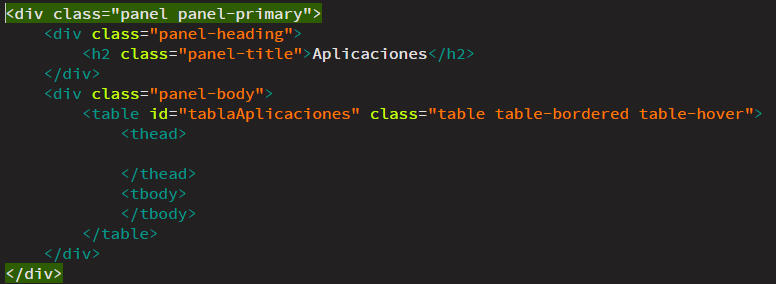 <div class="panel panel-primary">
    <div class="panel-heading">
        <h2 class="panel-title">Aplicaciones</h2>
    </div>
    <div class="panel-body">
        <table id="tablaAplicaciones" class="table table-bordered table-hover">
            <thead>

            </thead>
            <tbody>
            </tbody>
        </table>
    </div>
</div>